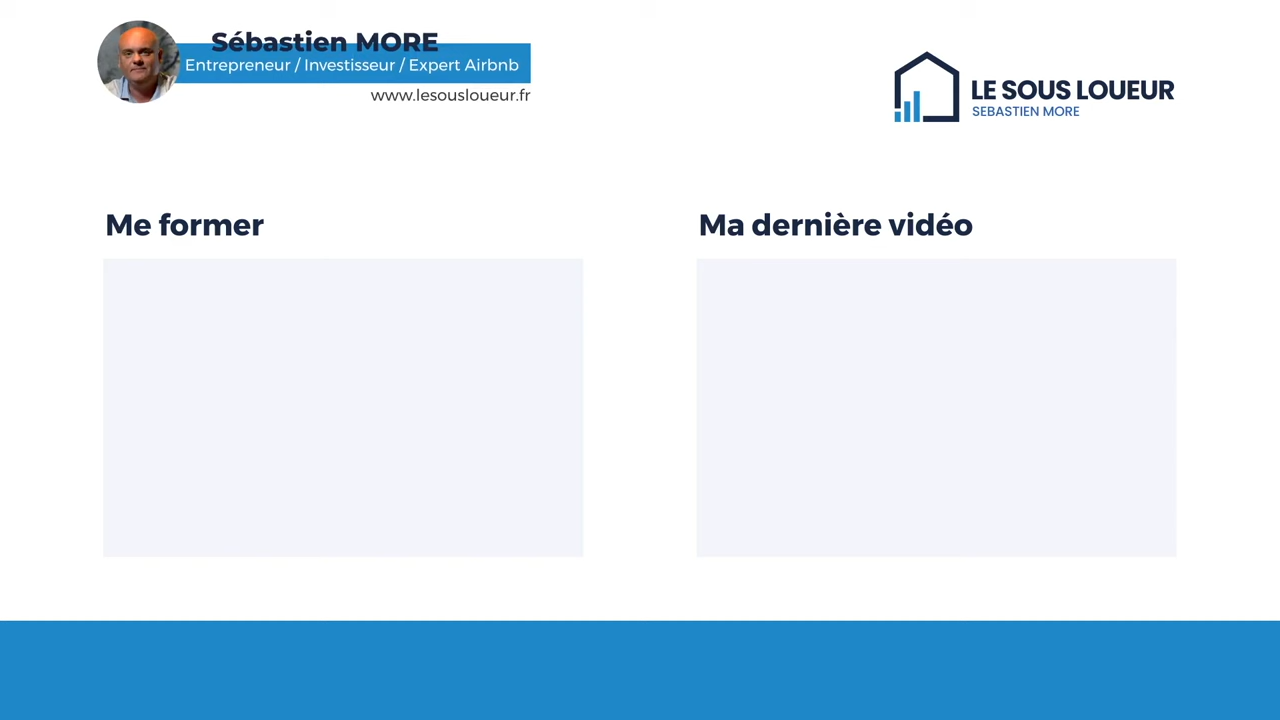 Sébastien MORE
Entrepreneur / Investisseur / Expert Airbnb
www.lesousloueur.fr
LE SOUS LOUEUR
SEBASTIEN MORE
Me former
Ma dernière vidéo